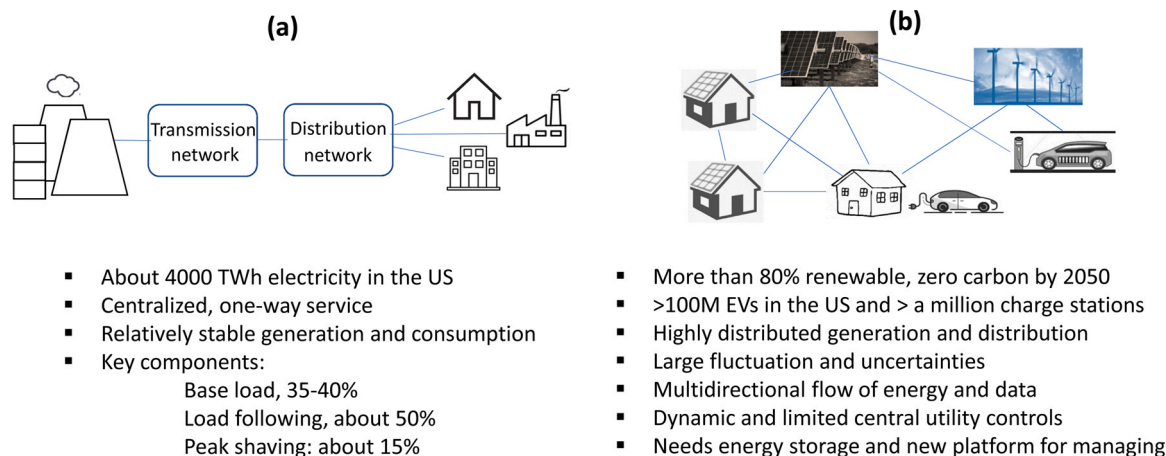 (a)
Transmission
network
Distribution
network
▪ About 4000 TWh electricity in the US
▪ Centralized, one-way service
▪ Relatively stable generation and consumption
▪ Key components:
Base load, 35-40%
Load following, about 50%
Peak shaving: about 15%
(b)
▪ More than 80% renewable, zero carbon by 2050
▪ >100M EVs in the US and > a million charge stations
▪ Highly distributed generation and distribution
▪ Large fluctuation and uncertainties
▪ Multidirectional flow of energy and data
▪ Dynamic and limited central utility controls
▪ Needs energy storage and new platform for managing